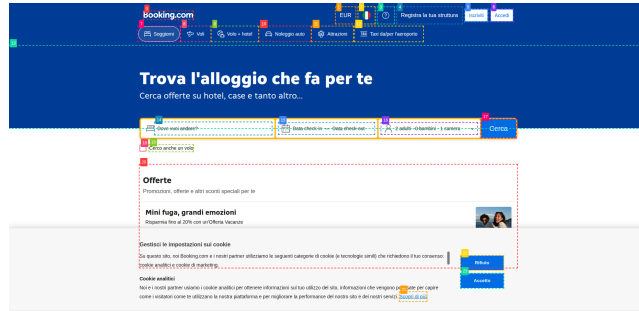 Booking.com
EUR
Registra la tua struttura
Iscriviti
Accedi
Soggiorni
Voli
Volo + hotel
Noleggio auto
Attrazioni
Taxi da/per l'aeroporto
Trova l'alloggio che fa per te
Cerca offerte su hotel, case e tanto altro...
Dove vuoi andare?
Data check-in — Data check-out
2 adulti · 0 bambini · 1 camera
Cerca
Cerco anche un volo
Offerte
Promozioni, offerte e altri sconti speciali per te
Mini fuga, grandi emozioni
Risparmia fino al 20% con un'Offerta Vacanze
Gestisci le impostazioni sui cookie
Su questo sito, noi Booking.com e i nostri partner utilizziamo le seguenti categorie di cookie (e tecnologie simili) che richiedono il tuo consenso:
cookie analitici e cookie di marketing.
Rifiuto
Accetto
Cookie analitici
Noi e i nostri partner usiamo i cookie analitici per ottenere informazioni sul tuo utilizzo del sito, informazioni che vengono poi usate per capire
come i visitatori come te utilizzano la nostra piattaforma e per migliorare la performance del nostro sito e dei nostri servizi. Scopri di più